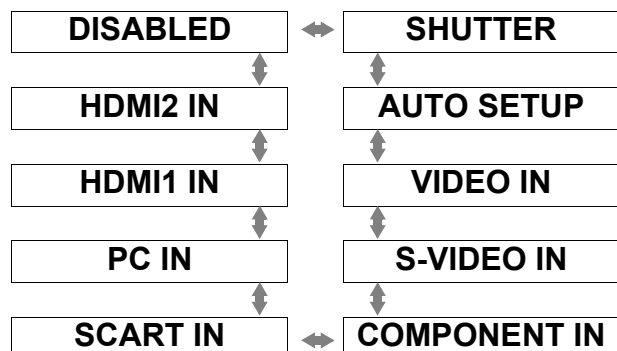 DISABLED
SHUTTER
HDMI2 IN
AUTO SETUP
HDMI1 IN
VIDEO IN
PC IN
S-VIDEO IN
SCART IN
COMPONENT IN